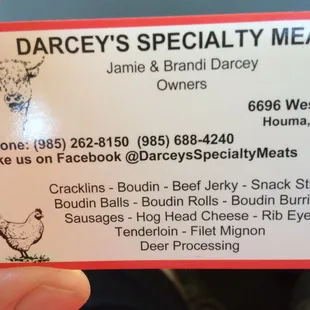 DARCEY'S SPECIALTY MEA
Jamie & Brandi Darcey
Owners
6696 Wes
Houma,
one: (985) 262-8150 (985) 688-4240
ke us on Facebook @DarceysSpecialtyMeats
Cracklins - Boudin - Beef Jerky - Snack St
Boudin Balls - Boudin Rolls - Boudin Burri
Sausages - Hog Head Cheese - Rib Eye
Tenderloin - Filet Mignon
Deer Processing